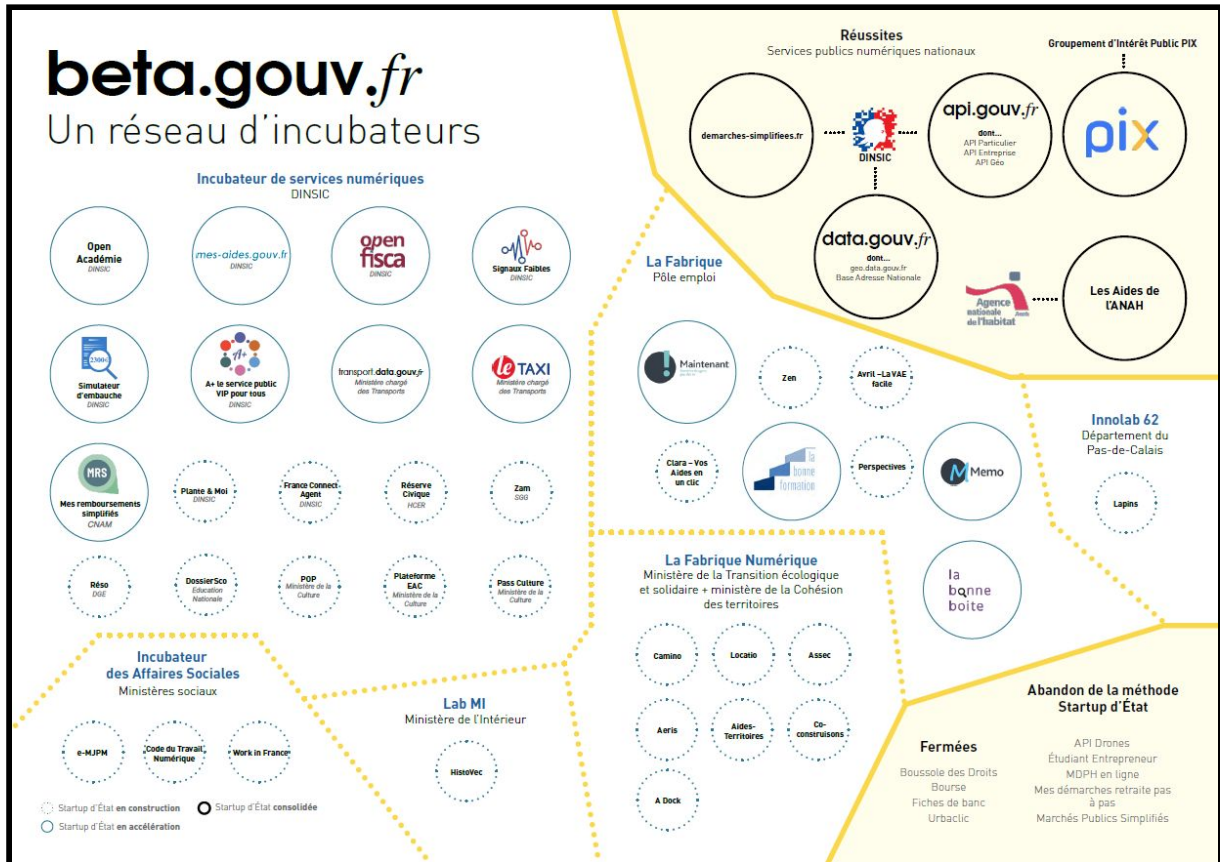 beta.gouv.fr
Un réseau d'incubateurs
Incubateur de services numériques
DINSIC
Open
Académie
DINSIC
mes-aides.gouv.fr
DINSIC
open
fisca
DINSIC
Signaux Faibles
DINSIC
2300€
Simulateur
d'embauche
DINSIC
A+
A+ le service public
VIP pour tous
DINSIC
transport.data.gouv.fr
Ministère chargé
des Transports
le TAXI
Ministère chargé
des Transports
MRS
Mes remboursements
simplifiés
CNAM
Plante & Moi
DINSIC
France Connect
Agent
DINSIC
Réserve
Civique
HCER
Zam
SGG
Réso
DGE
DossierSco
Education
Nationale
POP
Ministère de la
Culture
Plateforme
EAC
Ministère de la
Culture
Pass Culture
Ministère de la
Culture
Réussites
Services publics numériques nationaux
Groupement d'Intérêt Public PIX
demarches-simplifiees.fr
DINSIC
api.gouv.fr
dont...
API Particulier
API Entreprise
API Géo
pix
data.gouv.fr
dont...
geo.data.gouv.fr
Base Adresse Nationale
Agence
nationale
de l'habitat
Anah
Les Aides de
l'ANAH
La Fabrique
Pôle emploi
Maintenant
Zen
Avril – La VAE
facile
Clara – Vos
Aides en
un clic
la
bonne
formation
Perspectives
Memo
la
bonne
boite
Innolab 62
Département du
Pas-de-Calais
Lapins
La Fabrique Numérique
Ministère de la Transition écologique
et solidaire + ministère de la Cohésion
des territoires
Camino
Locatio
Assec
Aeris
Aides-
Territoires
Co-
construisons
A Dock
Incubateur
des Affaires Sociales
Ministères sociaux
e-MJPM
Code du Travail
Numérique
Work in France
Lab MI
Ministère de l'Intérieur
HistoVec
Startup d'État en construction
Startup d'État consolidée
Startup d'État en accélération
Fermées
Boussole des Droits
Bourse
Fiches de banc
Urbaclic
Abandon de la méthode
Startup d'État
API Drones
Étudiant Entrepreneur
MDPH en ligne
Mes démarches retraite pas
à pas
Marchés Publics Simplifiés